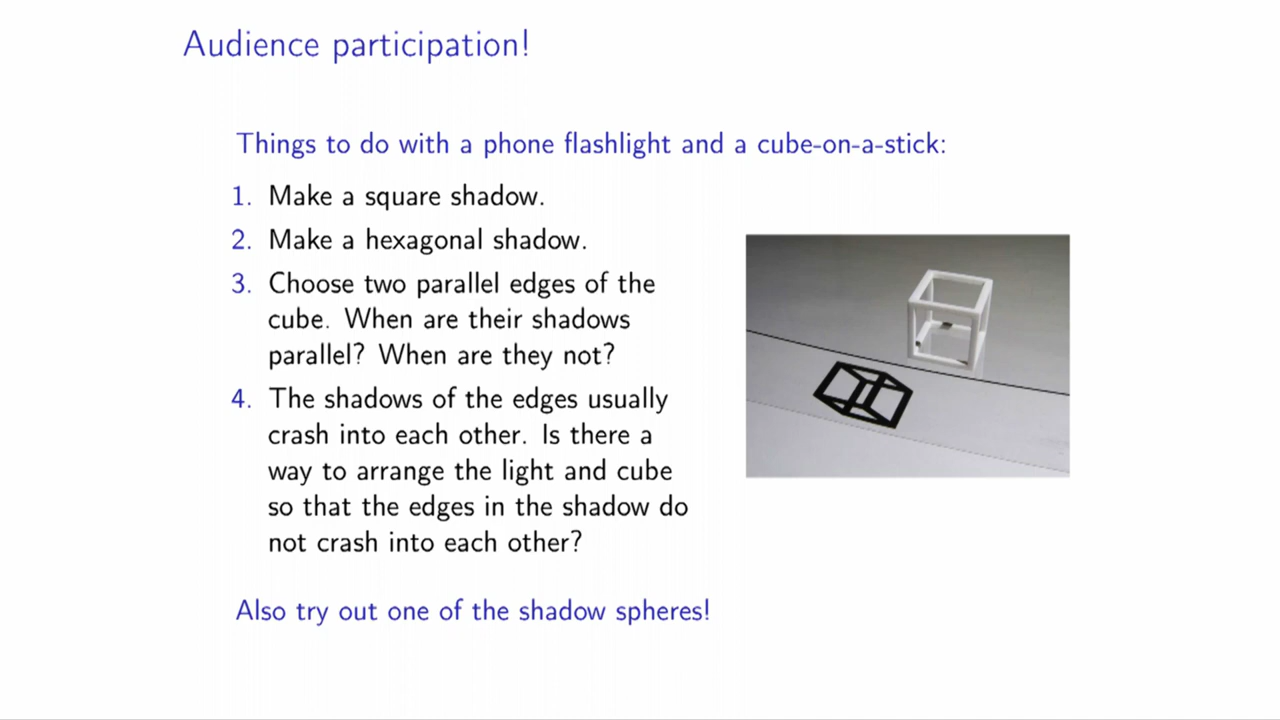 Audience participation!
Things to do with a phone flashlight and a cube-on-a-stick:
1. Make a square shadow.
2. Make a hexagonal shadow.
3. Choose two parallel edges of the
cube. When are their shadows
parallel? When are they not?
4. The shadows of the edges usually
crash into each other. Is there a
way to arrange the light and cube
so that the edges in the shadow do
not crash into each other?
Also try out one of the shadow spheres!